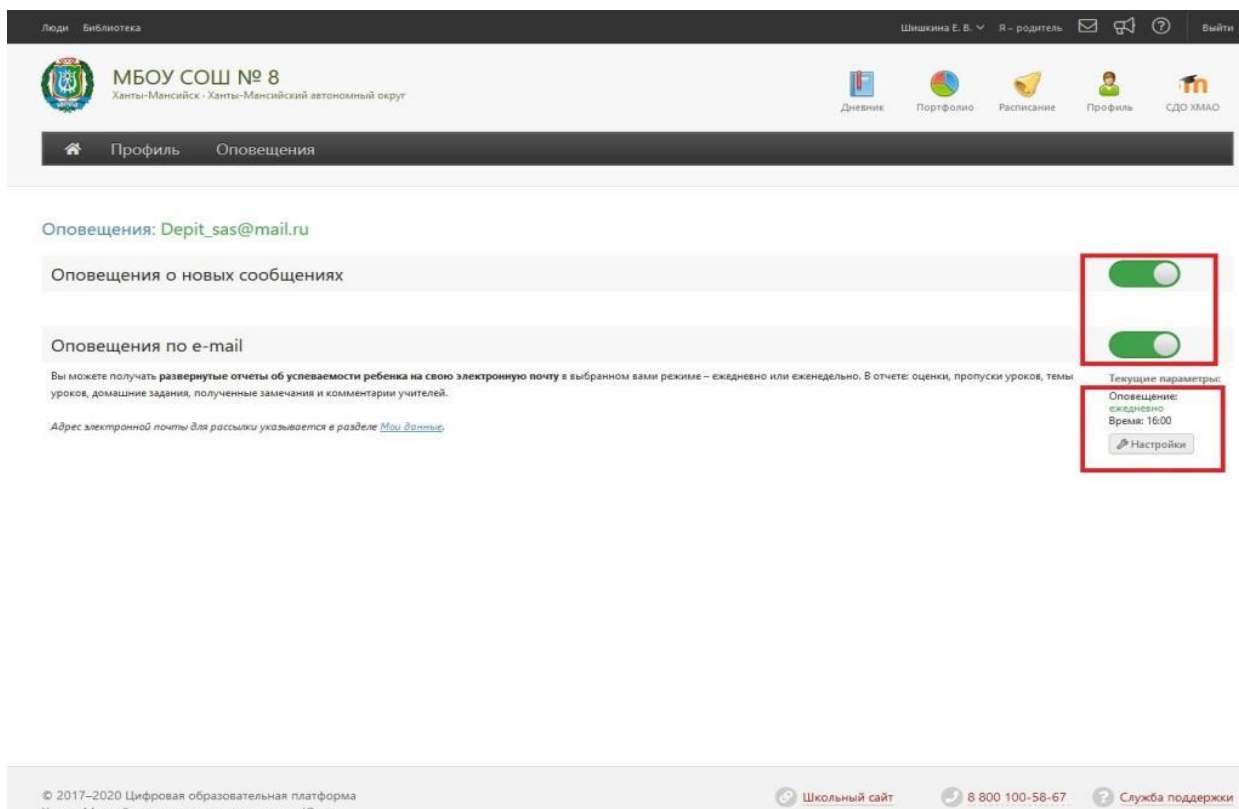 Люди Библиотека Шишкина Е. В. Я – родитель Выйти
МБОУ СОШ № 8
Ханты-Мансийск - Ханты-Мансийский автономный округ
Дневник Портфолио Расписание Профиль СДО ХМАО
Профиль Оповещения
Оповещения: Depit_sas@mail.ru
Оповещения о новых сообщениях
Оповещения по e-mail
Вы можете получать развернутые отчеты об успеваемости ребенка на свою электронную почту в выбранном вами режиме – ежедневно или еженедельно. В отчете: оценки, пропуски уроков, темы
уроков, домашние задания, полученные замечания и комментарии учителей.
Адрес электронной почты для рассылки указывается в разделе Мои данные.
Текущие параметры:
Оповещение:
ежедневно
Время: 16:00
Настройки
© 2017–2020 Цифровая образовательная платформа
Школьный сайт 8 800 100-58-67 Служба поддержки